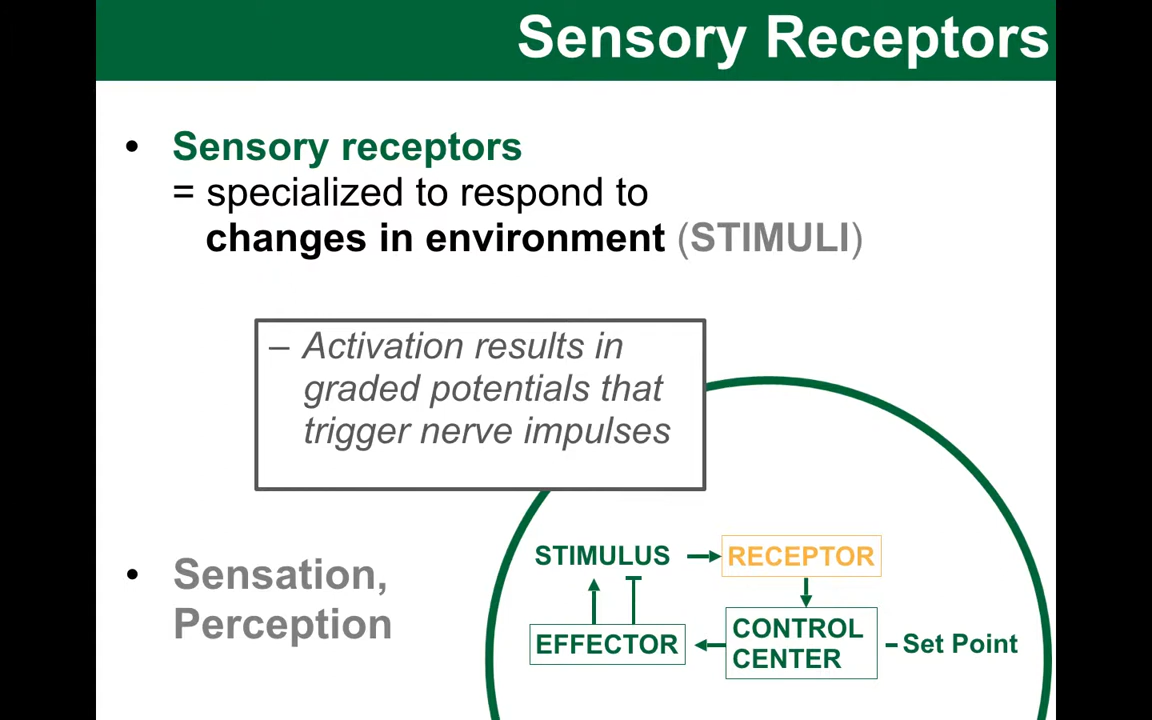 Sensory Receptors
• Sensory receptors
= specialized to respond to
changes in environment (STIMULI)
– Activation results in
graded potentials that
trigger nerve impulses
• Sensation,
Perception
STIMULUS
RECEPTOR
EFFECTOR
CONTROL
CENTER
Set Point